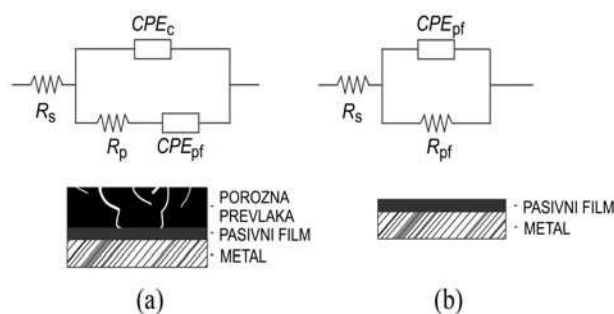 CPEc
Rs
Rp
CPEpf
CPEpf
Rs
Rpf
POROZNA
PREVLAKA
PASIVNI FILM
METAL
PASIVNI FILM
METAL
(a)
(b)